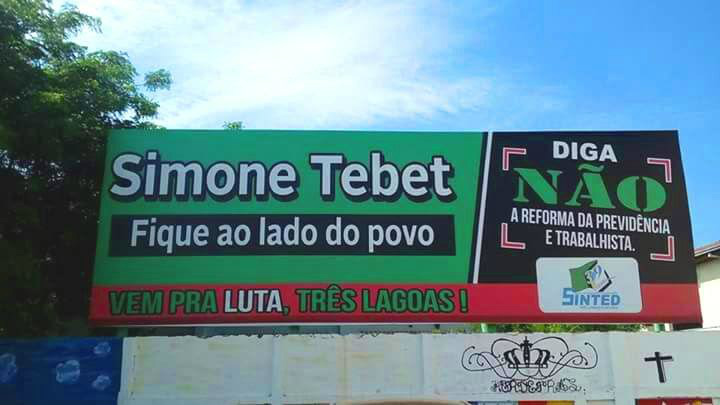 Simone Tebet
Fique ao lado do povo
VEM PRA LUTA, TRÊS LAGOAS !
DIGA
NÃO
A REFORMA DA PREVIDÊNCIA
E TRABALHISTA.
SINTED